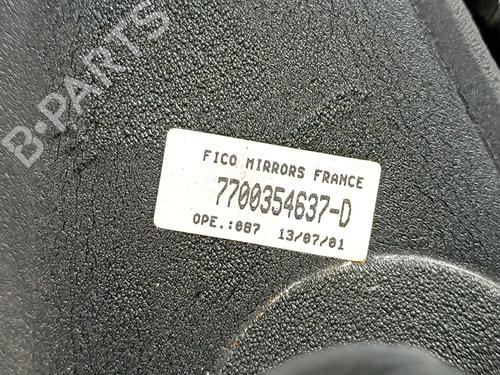 B-PARTS
FICO MIRRORS FRANCE
7700354637-D
OPE.:087 13/07/01